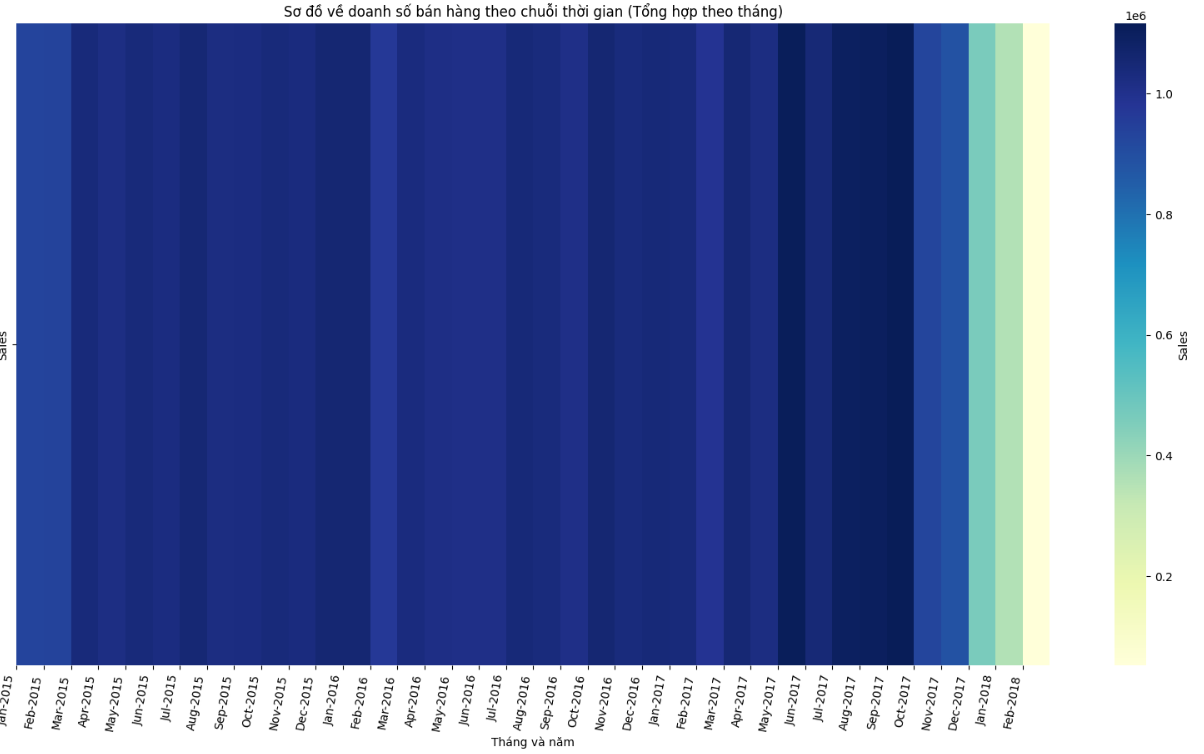 Sơ đồ về doanh số bán hàng theo chuỗi thời gian (Tổng hợp theo tháng)
1e6
1.0
0.8
0.6
0.4
0.2
Sales
Sales
Jan-2015
Feb-2015
Mar-2015
Apr-2015
May-2015
Jun-2015
Jul-2015
Aug-2015
Sep-2015
Oct-2015
Nov-2015
Dec-2015
Jan-2016
Feb-2016
Mar-2016
Apr-2016
May-2016
Jun-2016
Jul-2016
Aug-2016
Sep-2016
Oct-2016
Nov-2016
Dec-2016
Jan-2017
Feb-2017
Mar-2017
Apr-2017
May-2017
Jun-2017
Jul-2017
Aug-2017
Sep-2017
Oct-2017
Nov-2017
Dec-2017
Jan-2018
Feb-2018
Tháng và năm